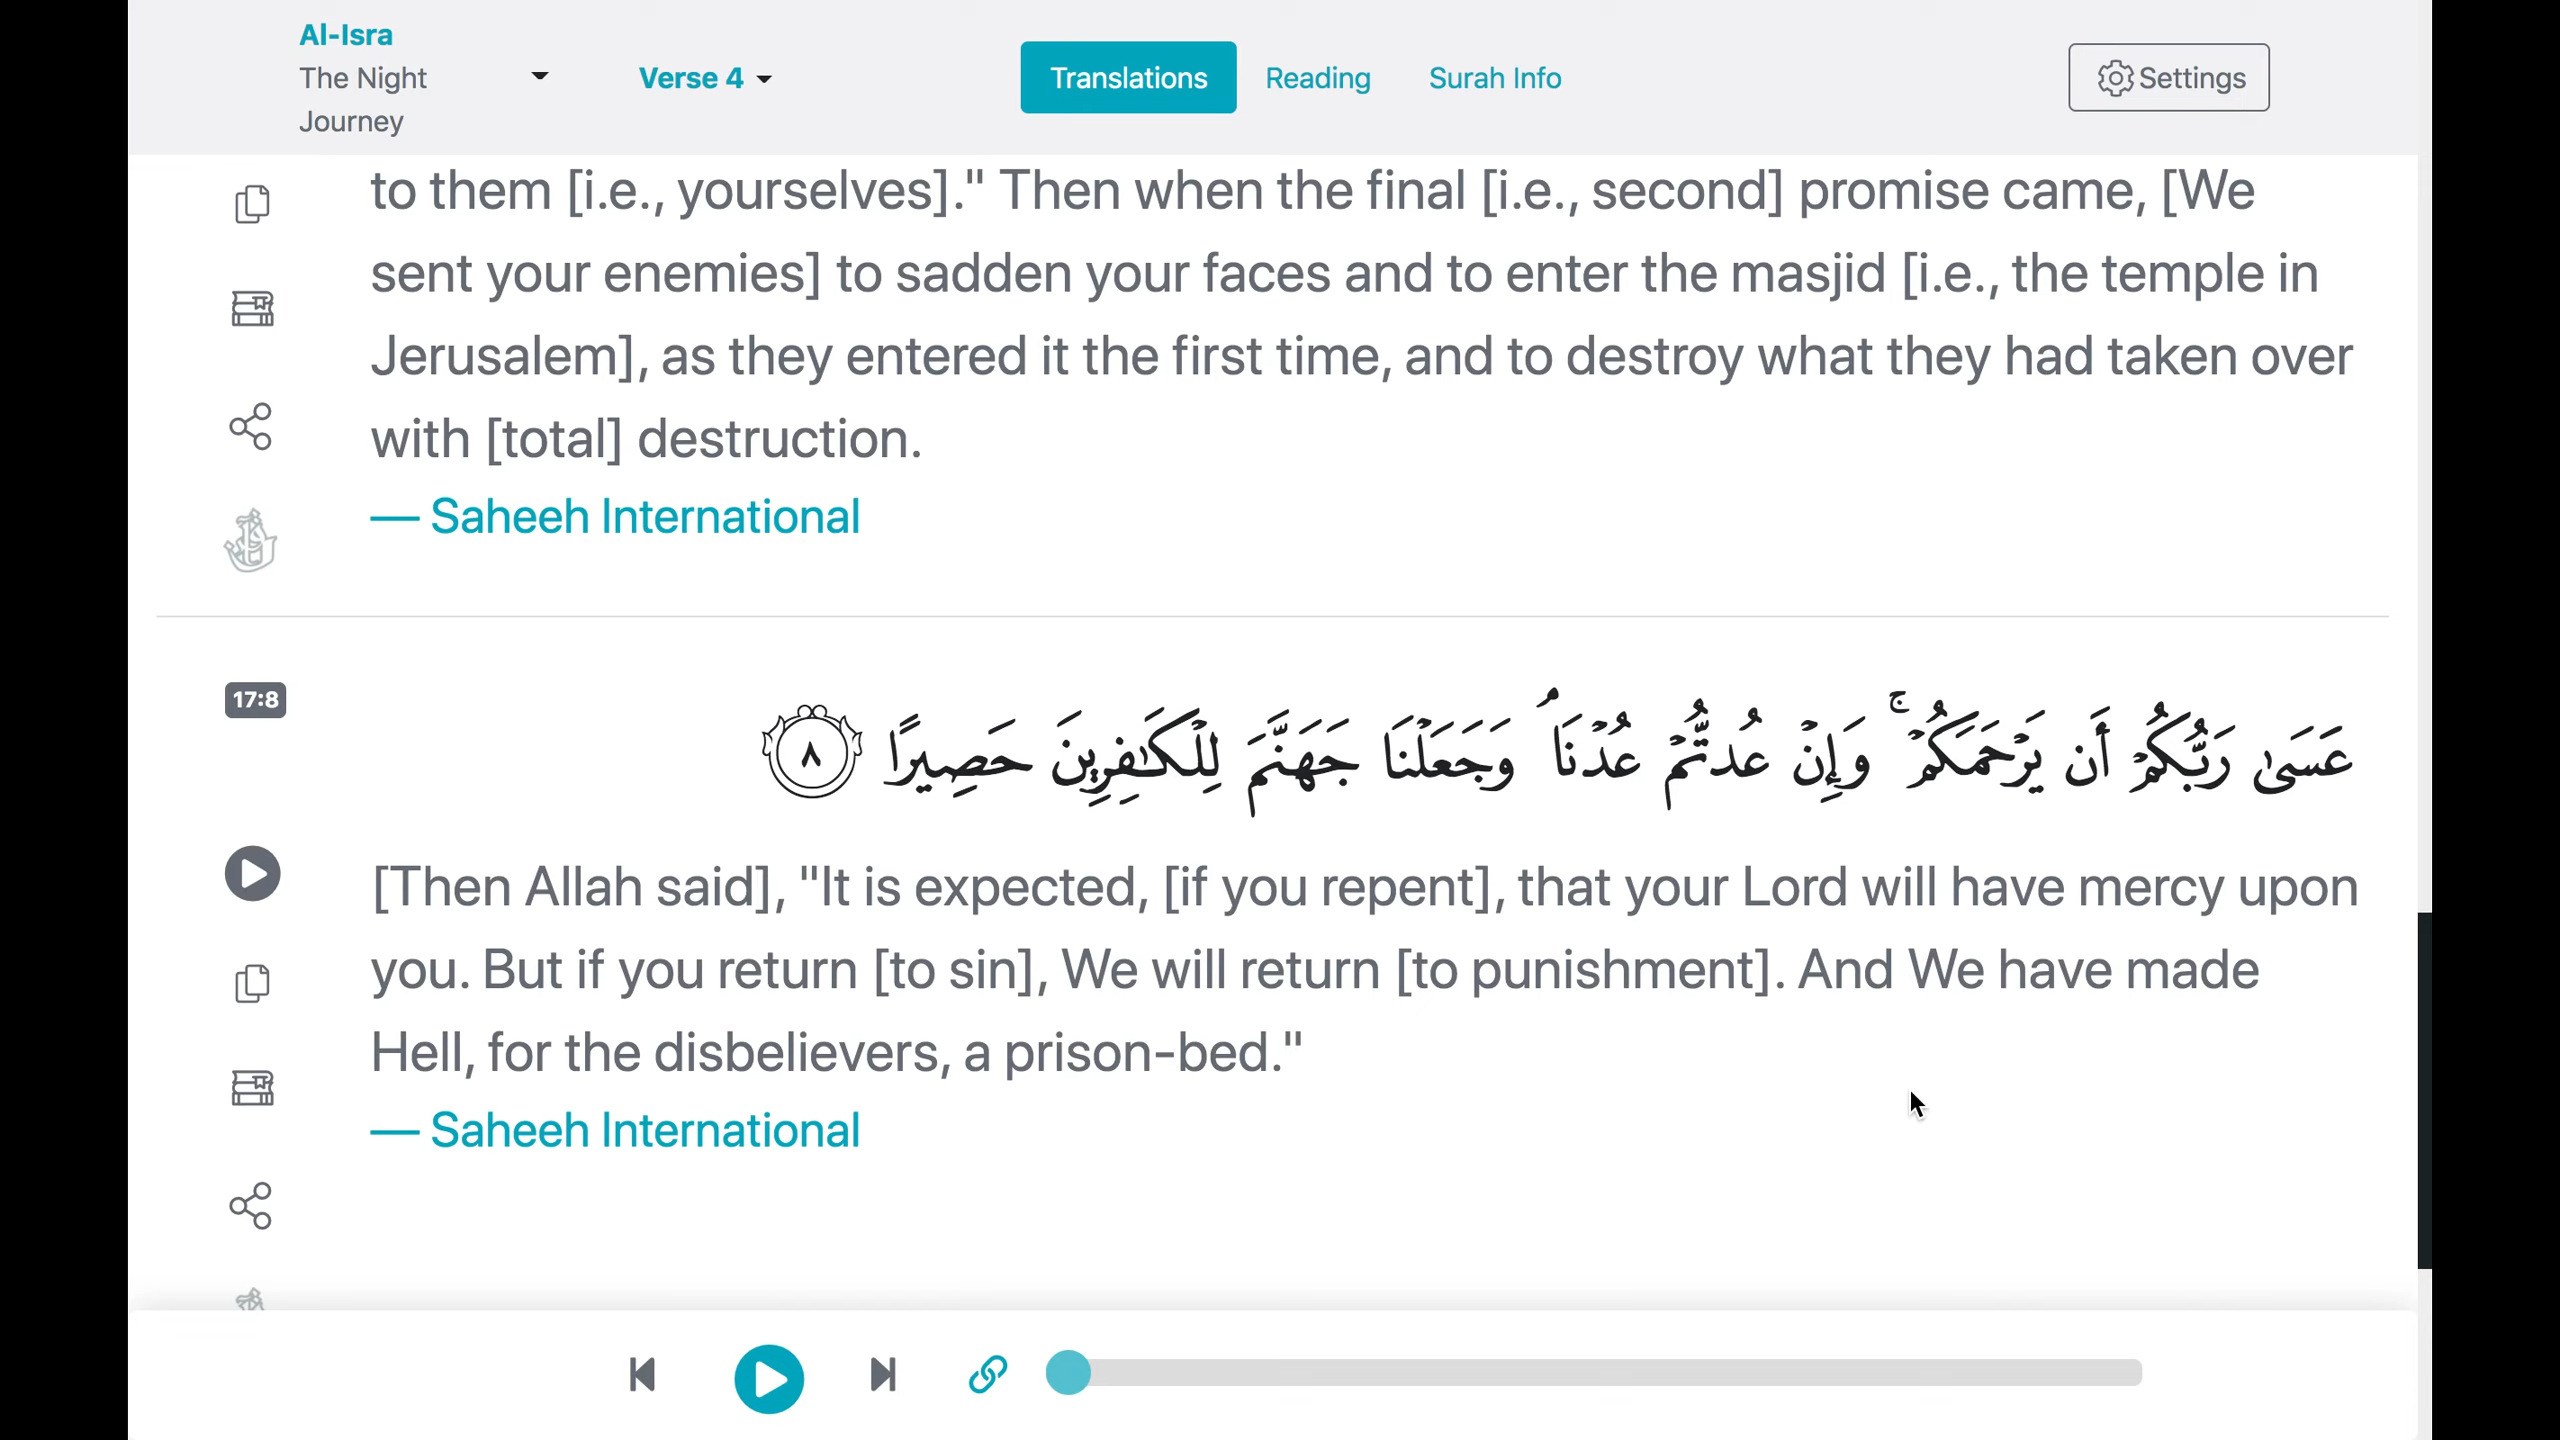 Al-Isra
The Night
Journey
Verse 4
Translations
Reading
Surah Info
Settings
to them [i.e., yourselves]." Then when the final [i.e., second] promise came, [We
sent your enemies] to sadden your faces and to enter the masjid [i.e., the temple in
Jerusalem], as they entered it the first time, and to destroy what they had taken over
with [total] destruction.
— Saheeh International
17:8
عَسَىٰ رَبُّكُمْ أَن يَرْحَمَكُمْ ۚ وَإِنْ عُدتُّمْ عُدْنَا ۘ وَجَعَلْنَا جَهَنَّمَ لِلْكَـٰفِرِينَ حَصِيرًا ٨
[Then Allah said], "It is expected, [if you repent], that your Lord will have mercy upon
you. But if you return [to sin], We will return [to punishment]. And We have made
Hell, for the disbelievers, a prison-bed."
— Saheeh International